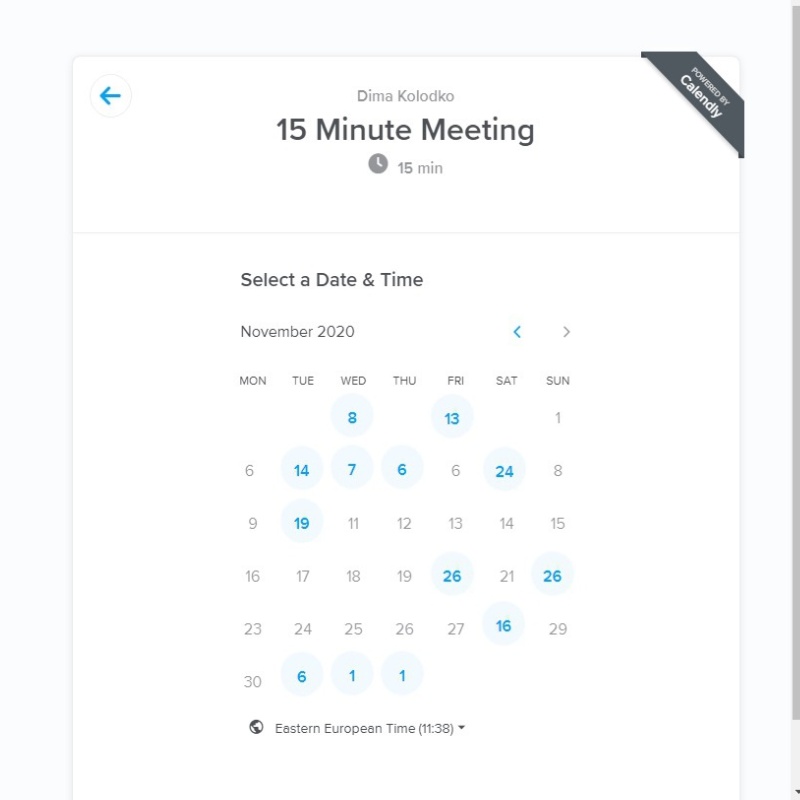 POWERED BY
Calendly
Dima Kolodko
15 Minute Meeting
15 min
Select a Date & Time
November 2020
MON TUE WED THU FRI SAT SUN
8 13 1
6 14 7 6 6 24 8
9 19 11 12 13 14 15
16 17 18 19 26 21 26
23 24 25 26 27 16 29
30 6 1 1
Eastern European Time (11:38)